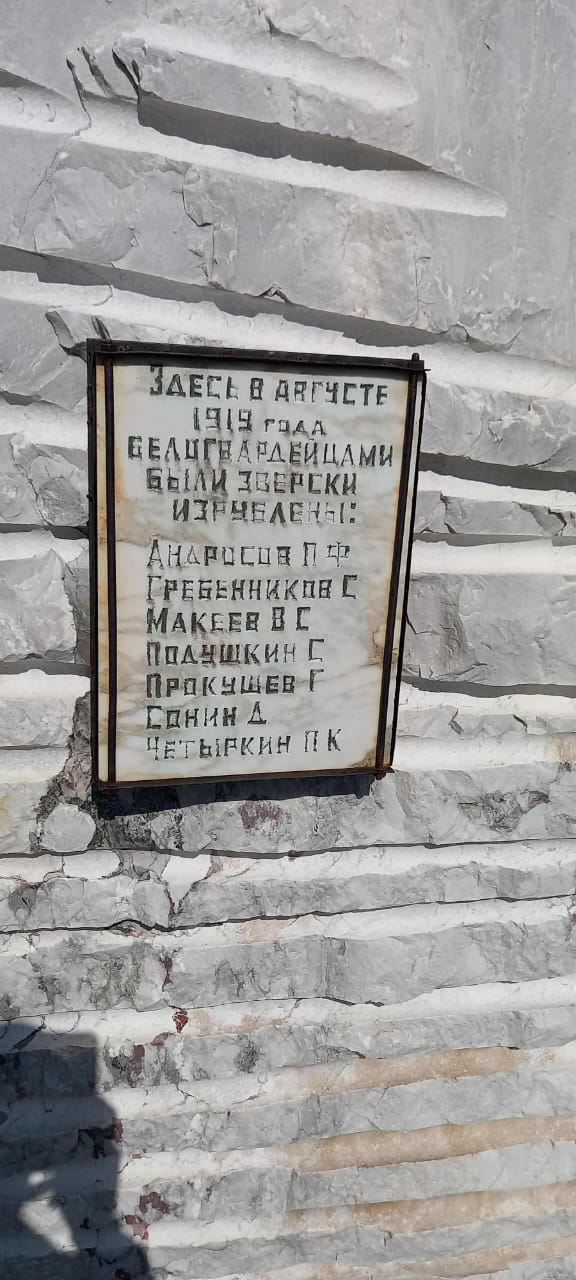 Здесь в августе
1919 года
белогвардейцами
были зверски
изрублены:
Андросов П Ф
Гребенников С
Макеев В С
Подушкин С
Прокушев Г
Сонин Д
Четыркин П К